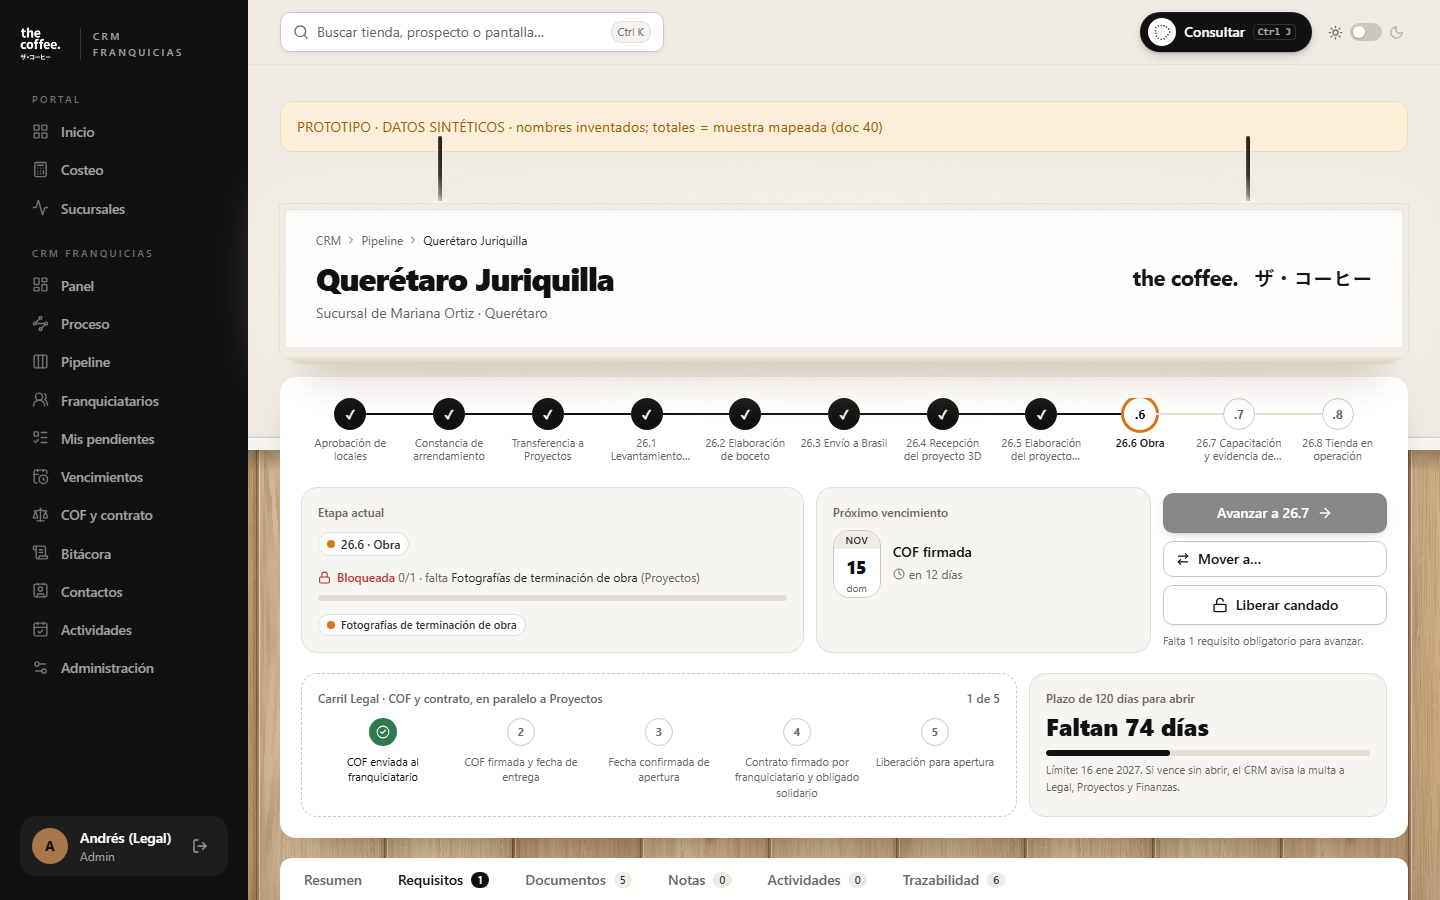 the
coffee.
ザ・コーヒー
CRM
FRANQUICIAS
PORTAL
Inicio
Costeo
Sucursales
CRM FRANQUICIAS
Panel
Proceso
Pipeline
Franquiciatarios
Mis pendientes
Vencimientos
COF y contrato
Bitácora
Contactos
Actividades
Administración
A
Andrés (Legal)
Admin
Buscar tienda, prospecto o pantalla...
Ctrl K
Consultar
Ctrl J
PROTOTIPO · DATOS SINTÉTICOS · nombres inventados; totales = muestra mapeada (doc 40)
CRM > Pipeline > Querétaro Juriquilla
Querétaro Juriquilla
Sucursal de Mariana Ortiz · Querétaro
the coffee. ザ・コーヒー
Aprobación de
locales
Constancia de
arrendamiento
Transferencia a
Proyectos
26.1
Levantamiento...
26.2 Elaboración
de boceto
26.3 Envío a Brasil
26.4 Recepción
del proyecto 3D
26.5 Elaboración
del proyecto...
.6
26.6 Obra
.7
26.7 Capacitación
y evidencia de...
.8
26.8 Tienda en
operación
Etapa actual
26.6 · Obra
Bloqueada 0/1 · falta Fotografías de terminación de obra (Proyectos)
Fotografías de terminación de obra
Próximo vencimiento
NOV
15
dom
COF firmada
en 12 días
Avanzar a 26.7
Mover a...
Liberar candado
Falta 1 requisito obligatorio para avanzar.
Carril Legal · COF y contrato, en paralelo a Proyectos
1 de 5
COF enviada al
franquiciatario
2
COF firmada y fecha de
entrega
3
Fecha confirmada de
apertura
4
Contrato firmado por
franquiciatario y obligado
solidario
5
Liberación para apertura
Plazo de 120 días para abrir
Faltan 74 días
Límite: 16 ene 2027. Si vence sin abrir, el CRM avisa la multa a
Legal, Proyectos y Finanzas.
Resumen
Requisitos 1
Documentos 5
Notas 0
Actividades 0
Trazabilidad 6